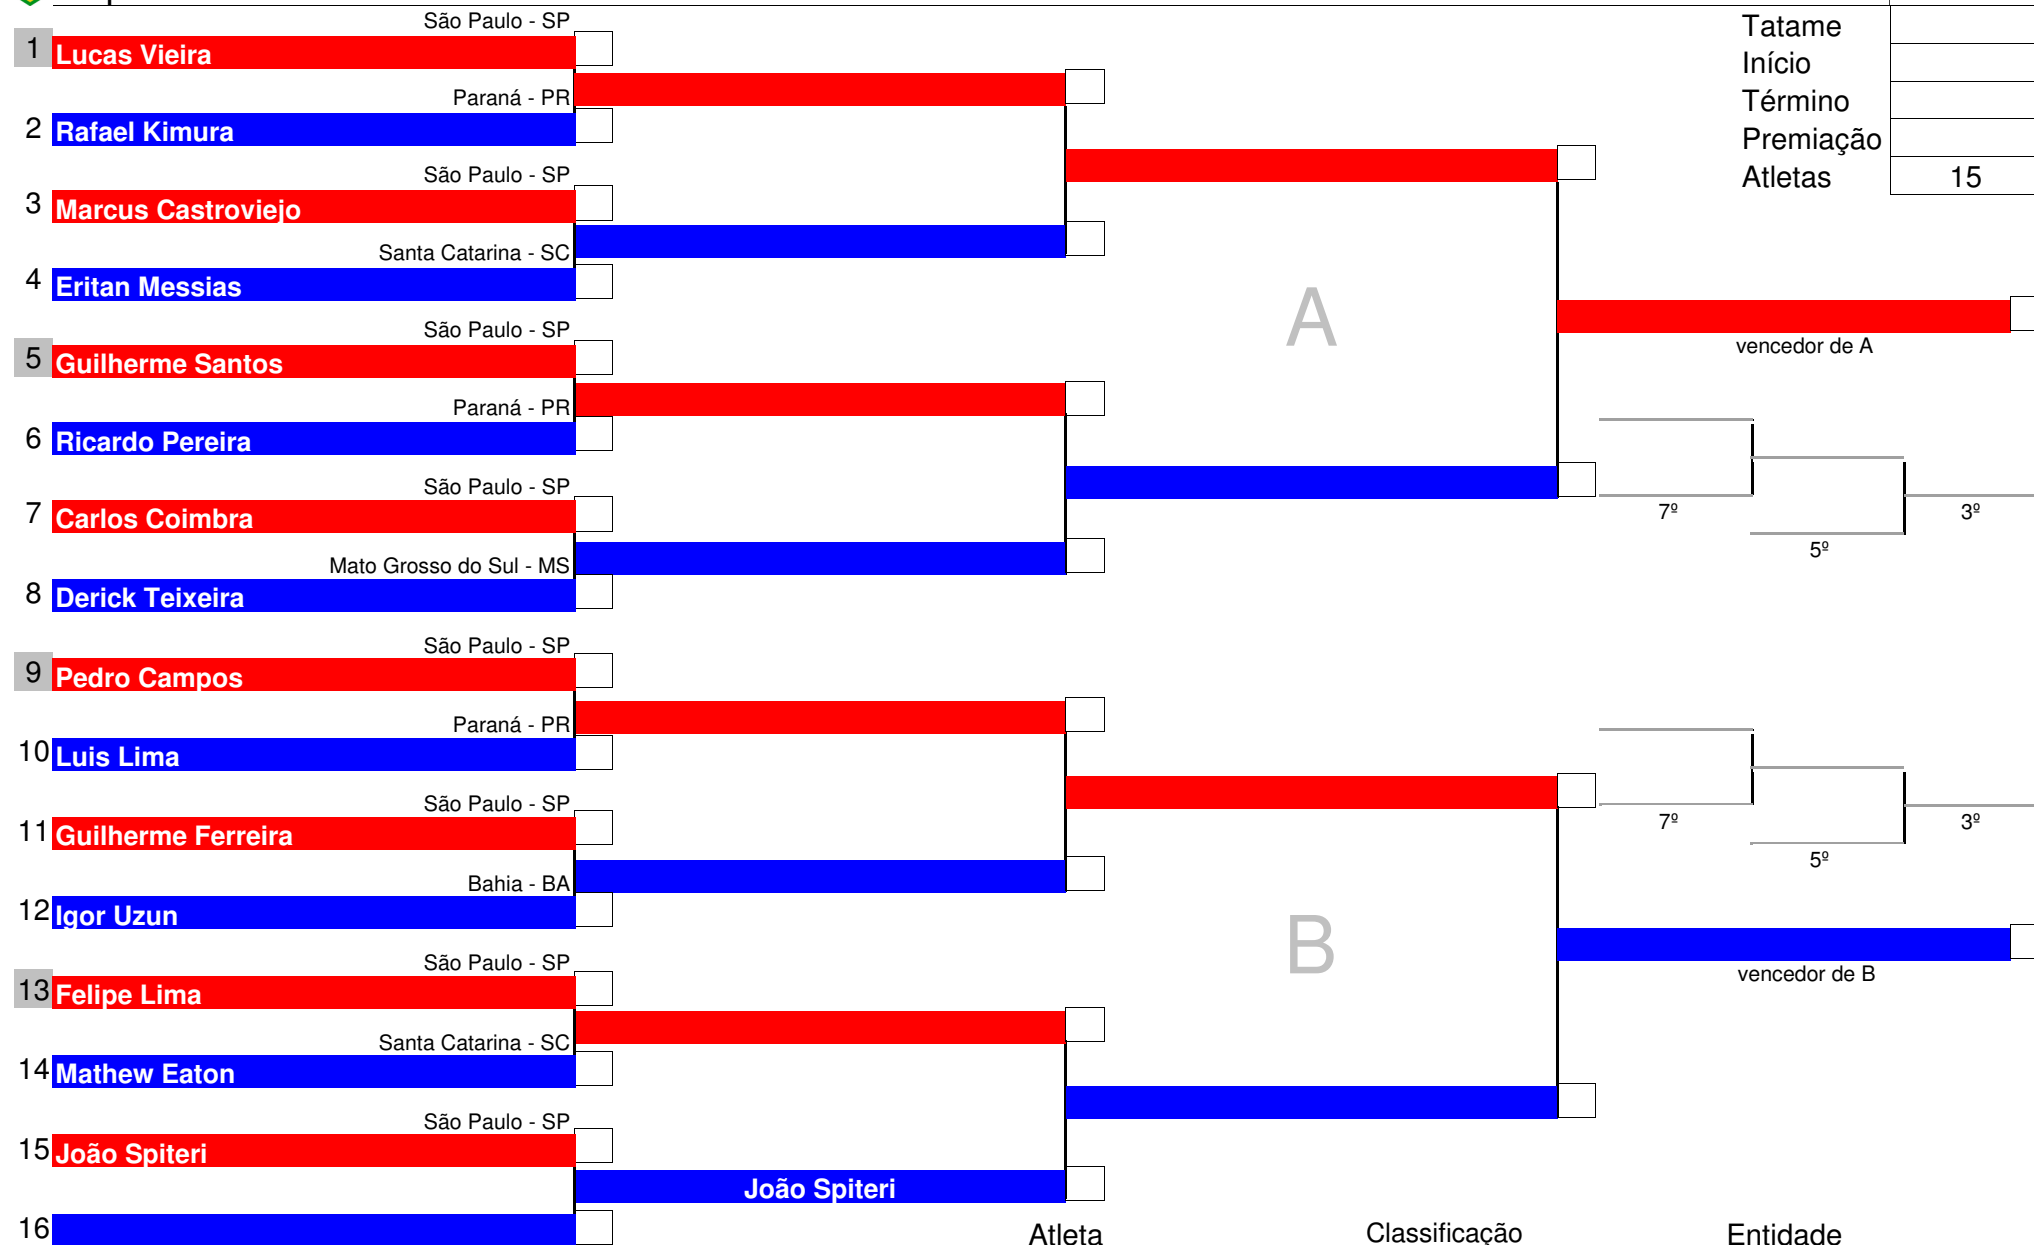 São Paulo - SP
1 Lucas Vieira
Paraná - PR
2 Rafael Kimura
São Paulo - SP
3 Marcus Castroviejo
Santa Catarina - SC
4 Eritan Messias
São Paulo - SP
5 Guilherme Santos
Paraná - PR
6 Ricardo Pereira
São Paulo - SP
7 Carlos Coimbra
Mato Grosso do Sul - MS
8 Derick Teixeira
São Paulo - SP
9 Pedro Campos
Paraná - PR
10 Luis Lima
São Paulo - SP
11 Guilherme Ferreira
Bahia - BA
12 Igor Uzun
São Paulo - SP
13 Felipe Lima
Santa Catarina - SC
14 Mathew Eaton
São Paulo - SP
15 João Spiteri
16
João Spiteri
A
B
Tatame
Início
Término
Premiação
Atletas 15
vencedor de A
7º
5º
3º
7º
5º
3º
vencedor de B
Atleta Classificação Entidade